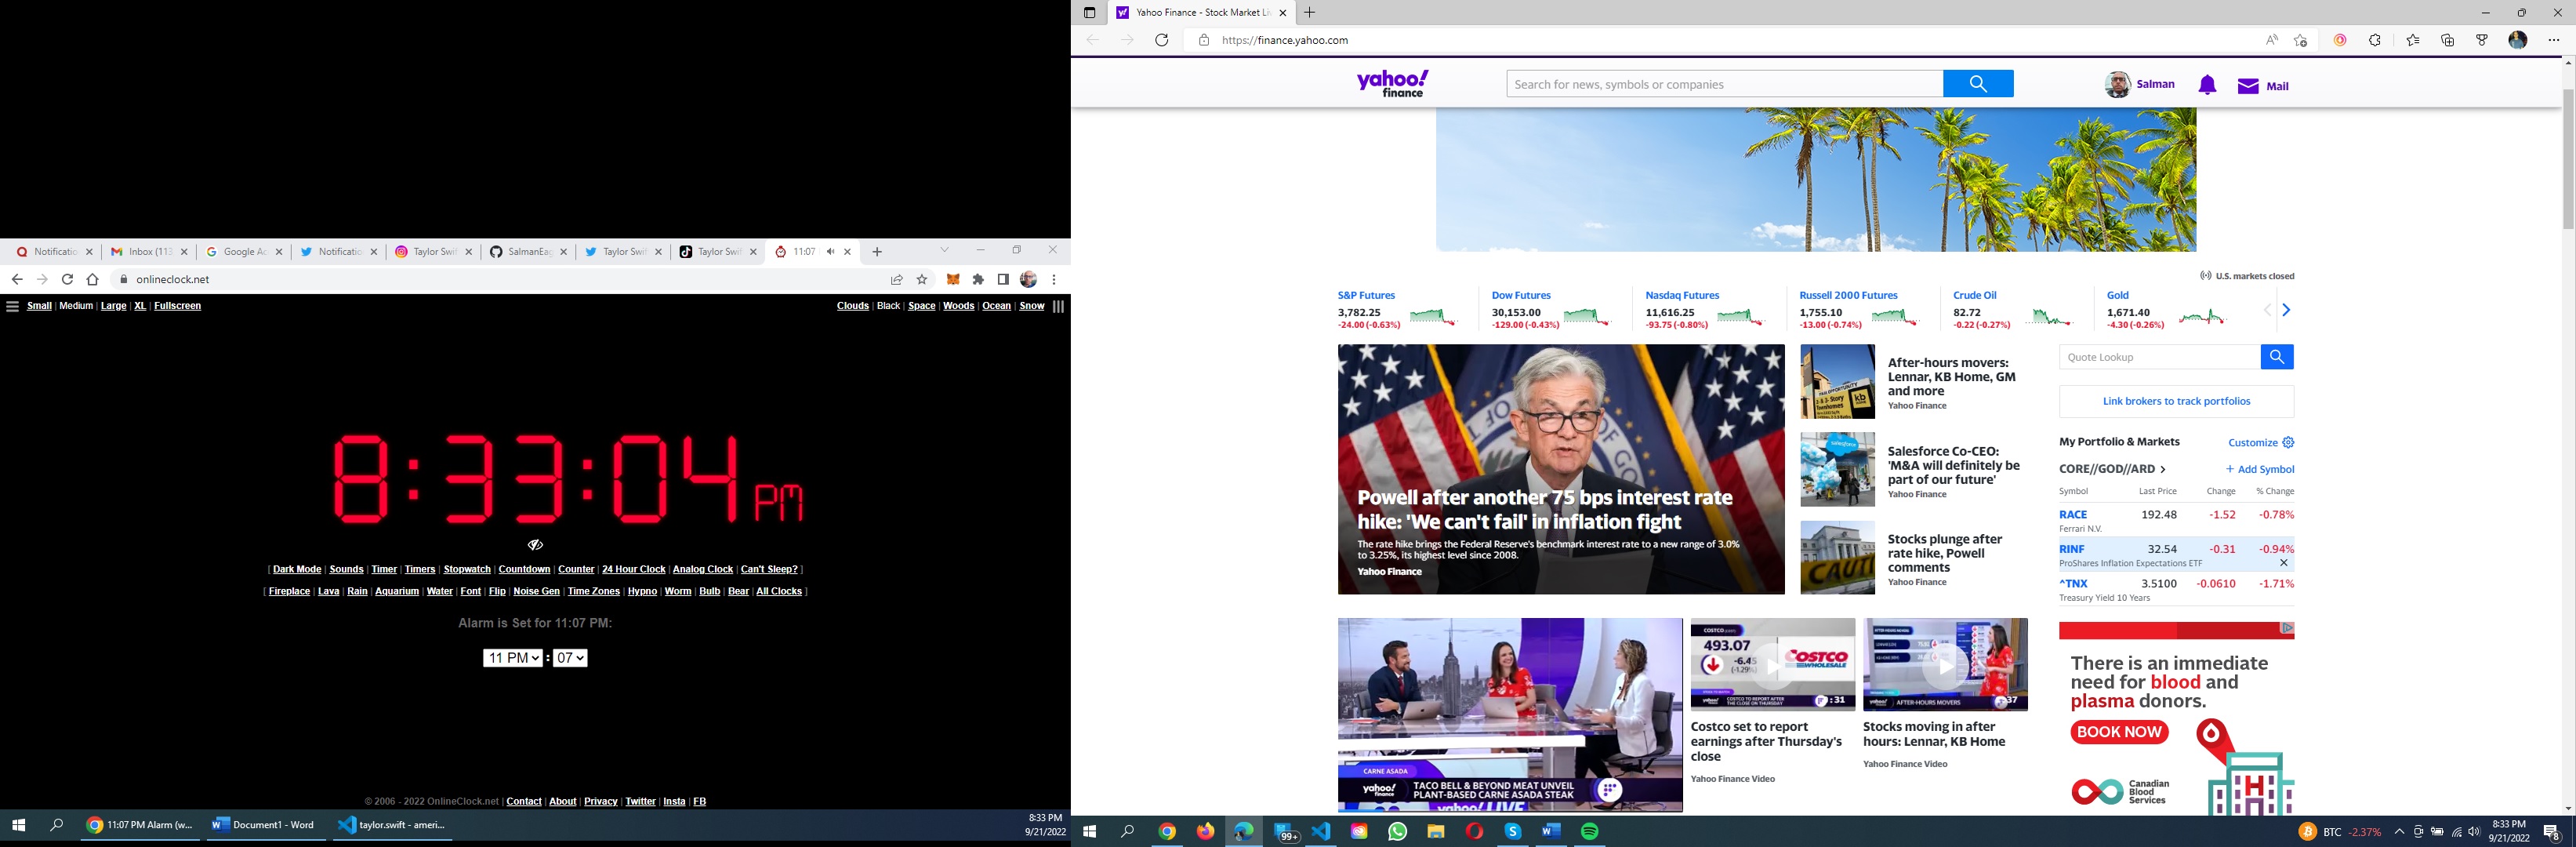 Notificatio
Inbox (113
Google Ac
Notificatio
Taylor Swi
SalmanEag
Taylor Swi
Taylor Swi
11:07
onlineclock.net
Small | Medium | Large | XL | Fullscreen
Clouds | Black | Space | Woods | Ocean | Snow
8:33:04 PM
[ Dark Mode | Sounds | Timer | Timers | Stopwatch | Countdown | Counter | 24 Hour Clock | Analog Clock | Can't Sleep? ]
[ Fireplace | Lava | Rain | Aquarium | Water | Font | Flip | Noise Gen | Time Zones | Hypno | Worm | Bulb | Bear | All Clocks ]
Alarm is Set for 11:07 PM:
11 PM : 07
© 2006 - 2022 OnlineClock.net | Contact | About | Privacy | Twitter | Insta | FB
11:07 PM Alarm (w...
Document1 - Word
taylor.swift - ameri...
8:33 PM
9/21/2022
Yahoo Finance - Stock Market Li
https://finance.yahoo.com
yahoo!
finance
Search for news, symbols or companies
Salman
Mail
U.S. markets closed
S&P Futures
3,782.25
-24.00 (-0.63%)
Dow Futures
30,153.00
-129.00 (-0.43%)
Nasdaq Futures
11,616.25
-93.75 (-0.80%)
Russell 2000 Futures
1,755.10
-13.00 (-0.74%)
Crude Oil
82.72
-0.22 (-0.27%)
Gold
1,671.40
-4.30 (-0.26%)
Powell after another 75 bps interest rate
hike: 'We can't fail' in inflation fight
The rate hike brings the Federal Reserve's benchmark interest rate to a new range of 3.0%
to 3.25%, its highest level since 2008.
Yahoo Finance
After-hours movers:
Lennar, KB Home, GM
and more
Yahoo Finance
Salesforce Co-CEO:
'M&A will definitely be
part of our future'
Yahoo Finance
Stocks plunge after
rate hike, Powell
comments
Yahoo Finance
CAUT
Quote Lookup
Link brokers to track portfolios
My Portfolio & Markets
Customize
CORE//GOD//ARD >
+ Add Symbol
Symbol Last Price Change % Change
RACE 192.48 -1.52 -0.78%
Ferrari N.V.
RINF 32.54 -0.31 -0.94%
ProShares Inflation Expectations ETF
^TNX 3.5100 -0.0610 -1.71%
Treasury Yield 10 Years
CARNE ASADA
yahoo!
finance
TACO BELL & BEYOND MEAT UNVEIL
PLANT-BASED CARNE ASADA STEAK
yahoo!LIVE
COSTCO
493.07
-6.45
(-1.29%)
COSTCO
WHOLESALE
COSTCO TO REPORT AFTER
THE CLOSE ON THURSDAY
:31
Costco set to report
earnings after Thursday's
close
Yahoo Finance Video
AFTER-HOURS MOVERS
Stocks moving in after
hours: Lennar, KB Home
Yahoo Finance Video
There is an immediate
need for blood and
plasma donors.
BOOK NOW
Canadian
Blood
Services
H
99+
BTC -2.37%
8:33 PM
9/21/2022
8